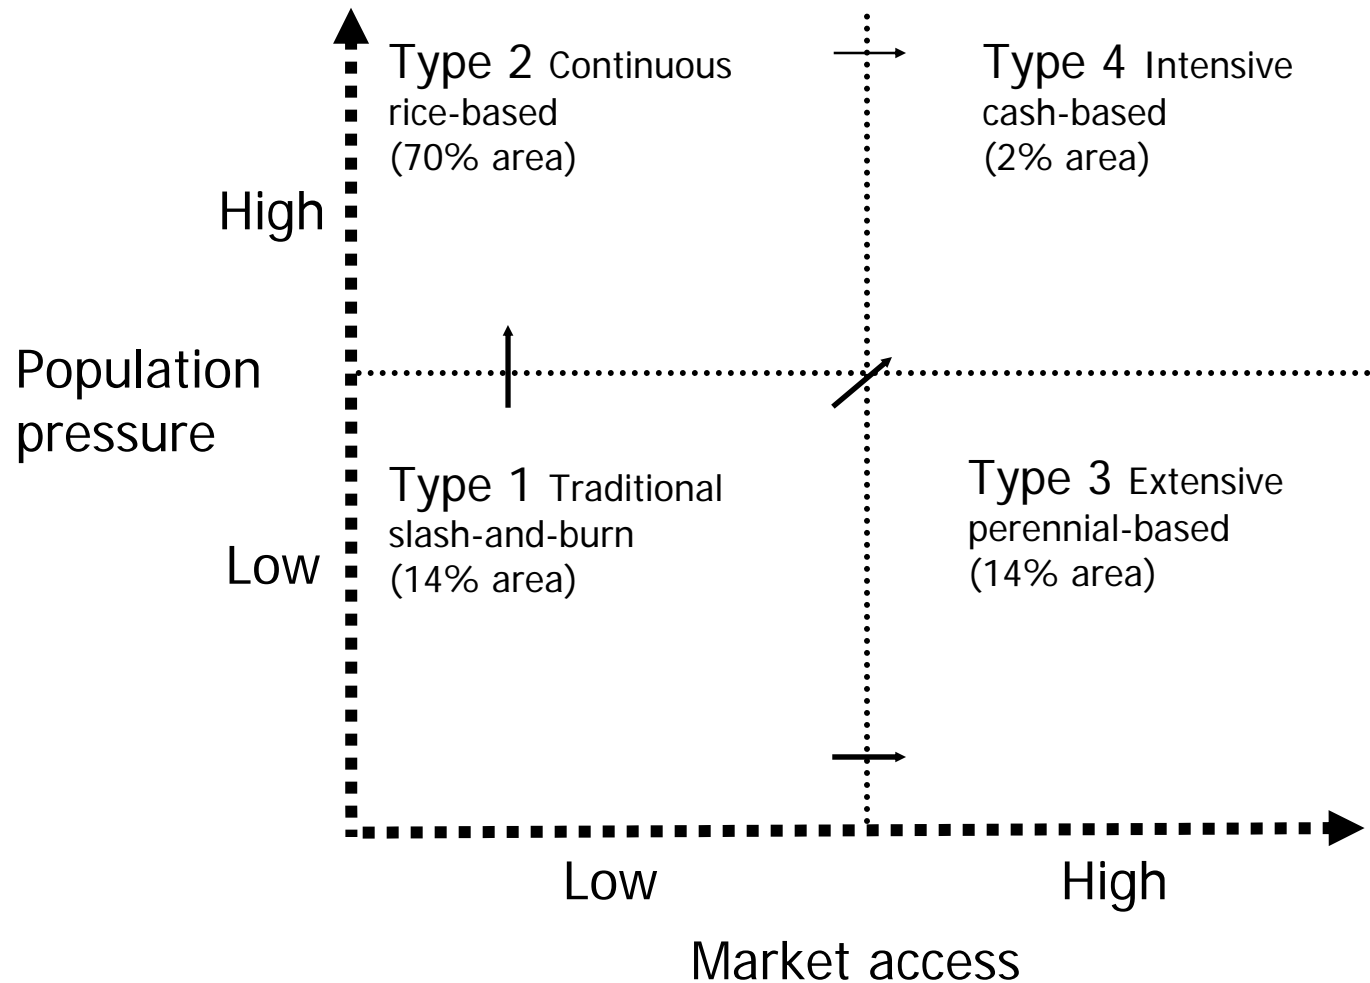 Type 2 Continuous
rice-based
(70% area)
Type 4 Intensive
cash-based
(2% area)
High
Population
pressure
Type 1 Traditional
slash-and-burn
(14% area)
Type 3 Extensive
perennial-based
(14% area)
Low
Low
High
Market access